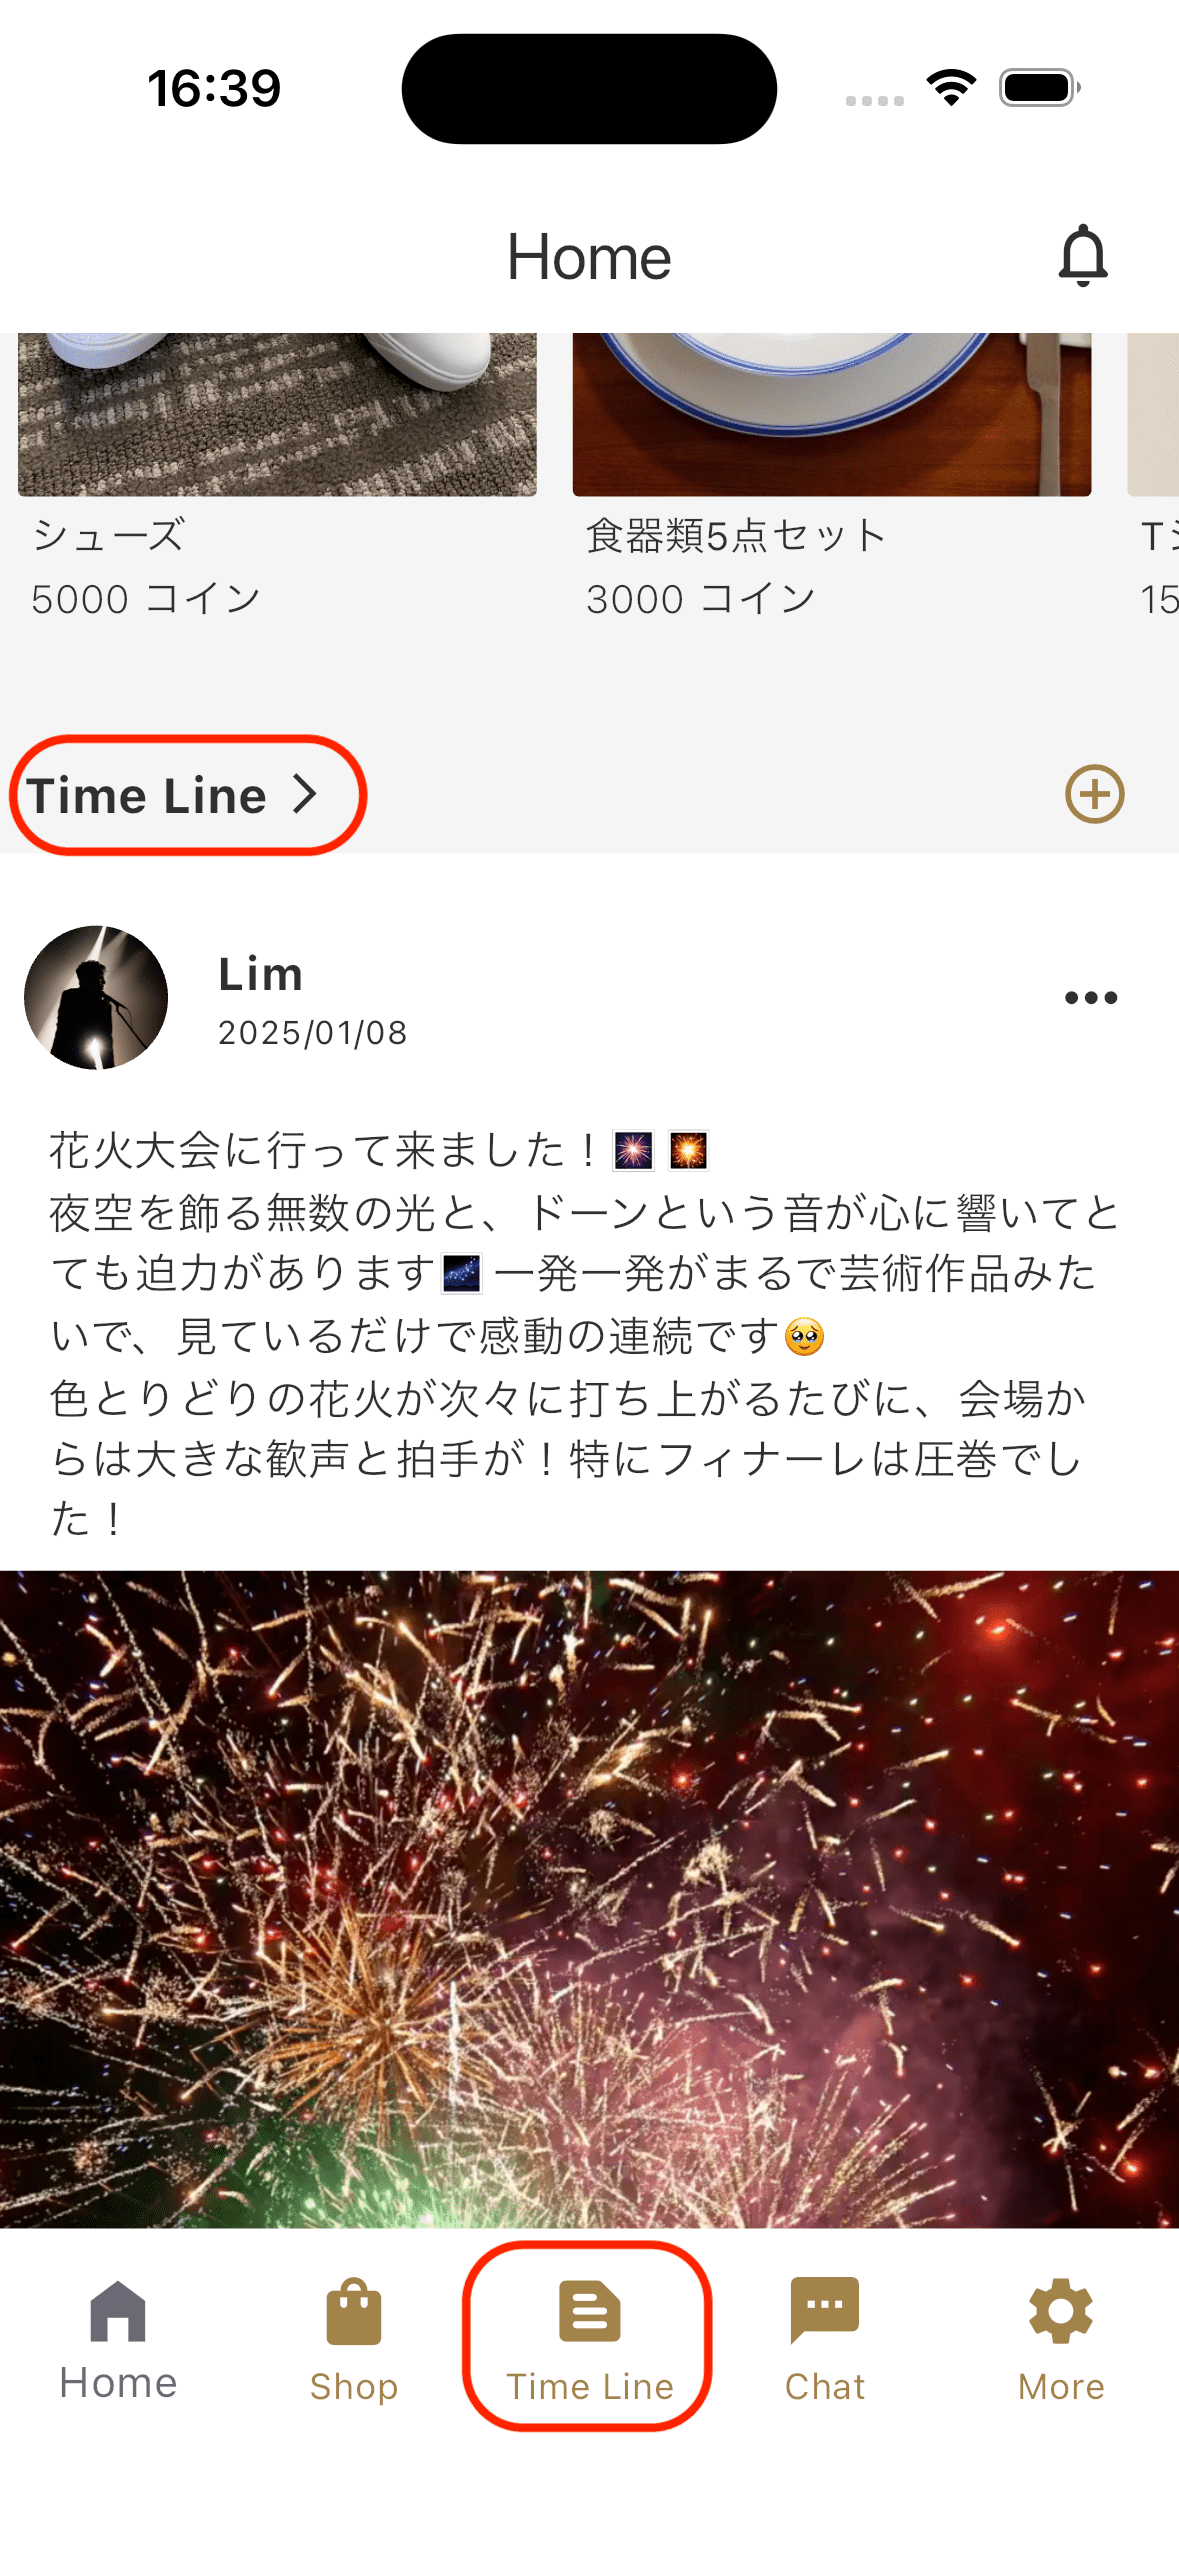 16:39
Home
シューズ
5000 コイン
食器類5点セット
3000 コイン
Tシ
15
Time Line
Lim
2025/01/08
花火大会に行って来ました！🎆 🎇
夜空を飾る無数の光と、ドーンという音が心に響いてと
ても迫力があります🌌 一発一発がまるで芸術作品みた
いで、見ているだけで感動の連続です🥹
色とりどりの花火が次々に打ち上がるたびに、会場か
らは大きな歓声と拍手が！特にフィナーレは圧巻でし
た！
Home
Shop
Time Line
Chat
More